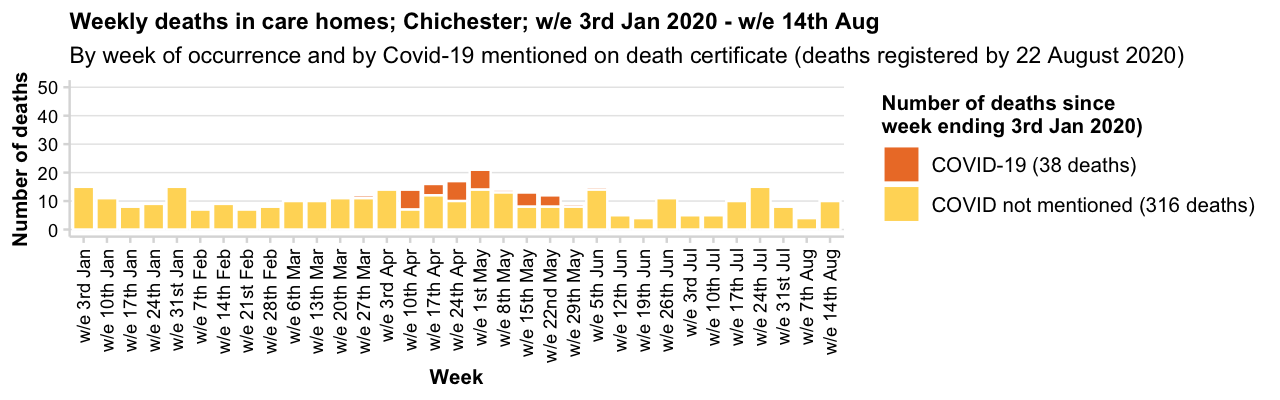 Weekly deaths in care homes; Chichester; w/e 3rd Jan 2020 - w/e 14th Aug
By week of occurrence and by Covid-19 mentioned on death certificate (deaths registered by 22 August 2020)
Number of deaths
50
40
30
20
10
0
w/e 3rd Jan
w/e 10th Jan
w/e 17th Jan
w/e 24th Jan
w/e 31st Jan
w/e 7th Feb
w/e 14th Feb
w/e 21st Feb
w/e 28th Feb
w/e 6th Mar
w/e 13th Mar
w/e 20th Mar
w/e 27th Mar
w/e 3rd Apr
w/e 10th Apr
w/e 17th Apr
w/e 24th Apr
w/e 1st May
w/e 8th May
w/e 15th May
w/e 22nd May
w/e 29th May
w/e 5th Jun
w/e 12th Jun
w/e 19th Jun
w/e 26th Jun
w/e 3rd Jul
w/e 10th Jul
w/e 17th Jul
w/e 24th Jul
w/e 31st Jul
w/e 7th Aug
w/e 14th Aug
Week
Number of deaths since
week ending 3rd Jan 2020)
COVID-19 (38 deaths)
COVID not mentioned (316 deaths)